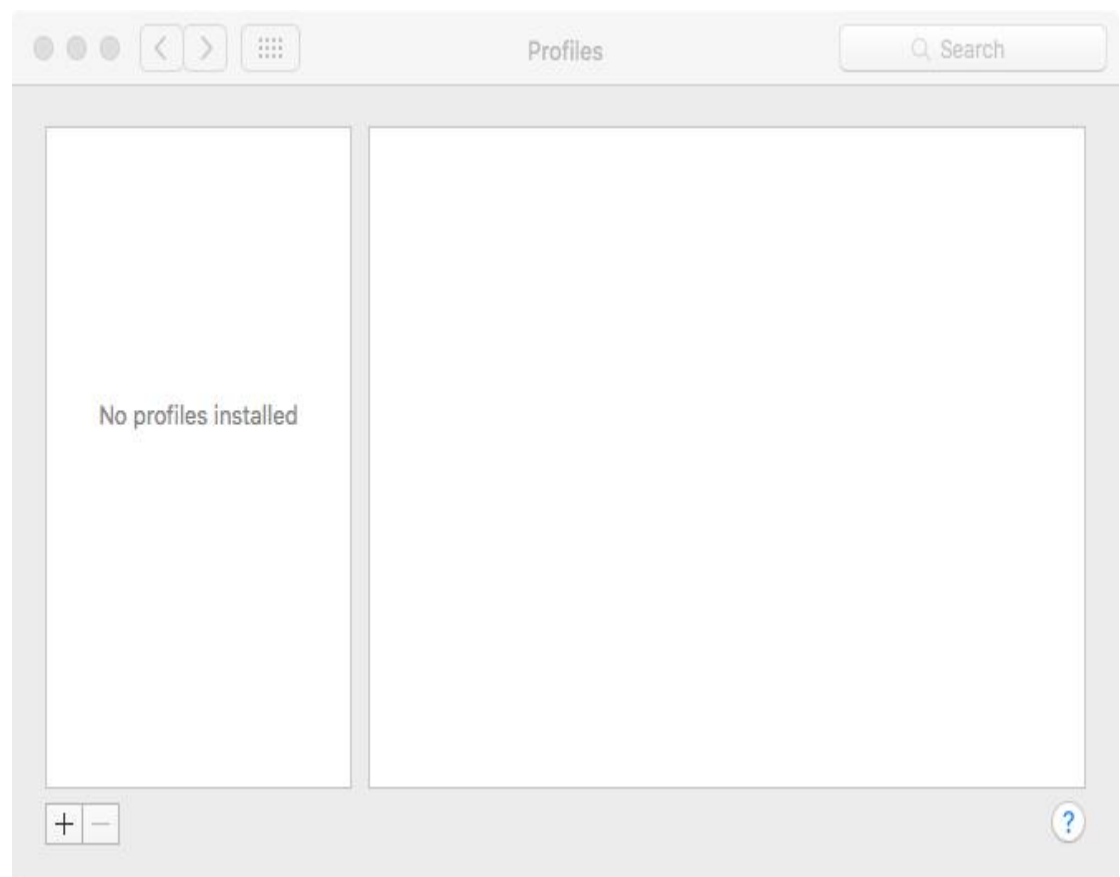 Profiles
Search
No profiles installed
+ –
?